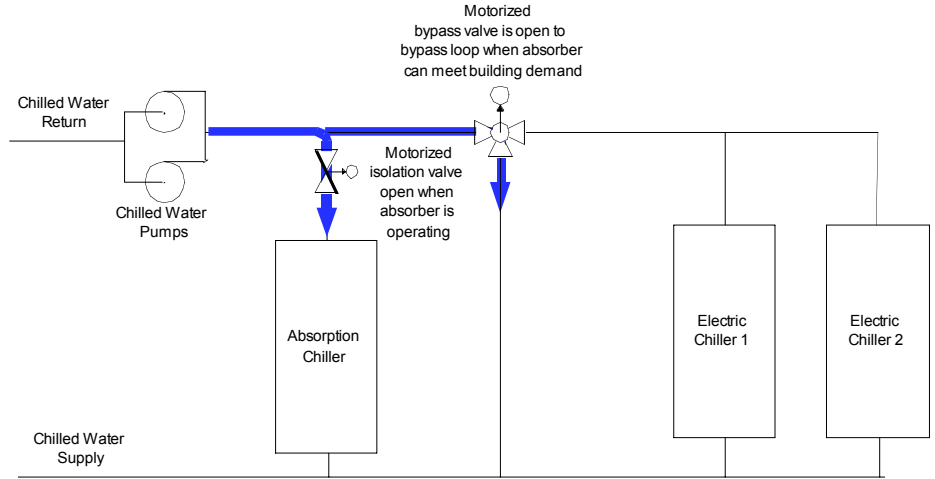 Motorized
bypass valve is open to
bypass loop when absorber
can meet building demand
Chilled Water
Return
Motorized
isolation valve
open when
absorber is
operating
Chilled Water
Pumps
Absorption
Chiller
Electric
Chiller 1
Electric
Chiller 2
Chilled Water
Supply